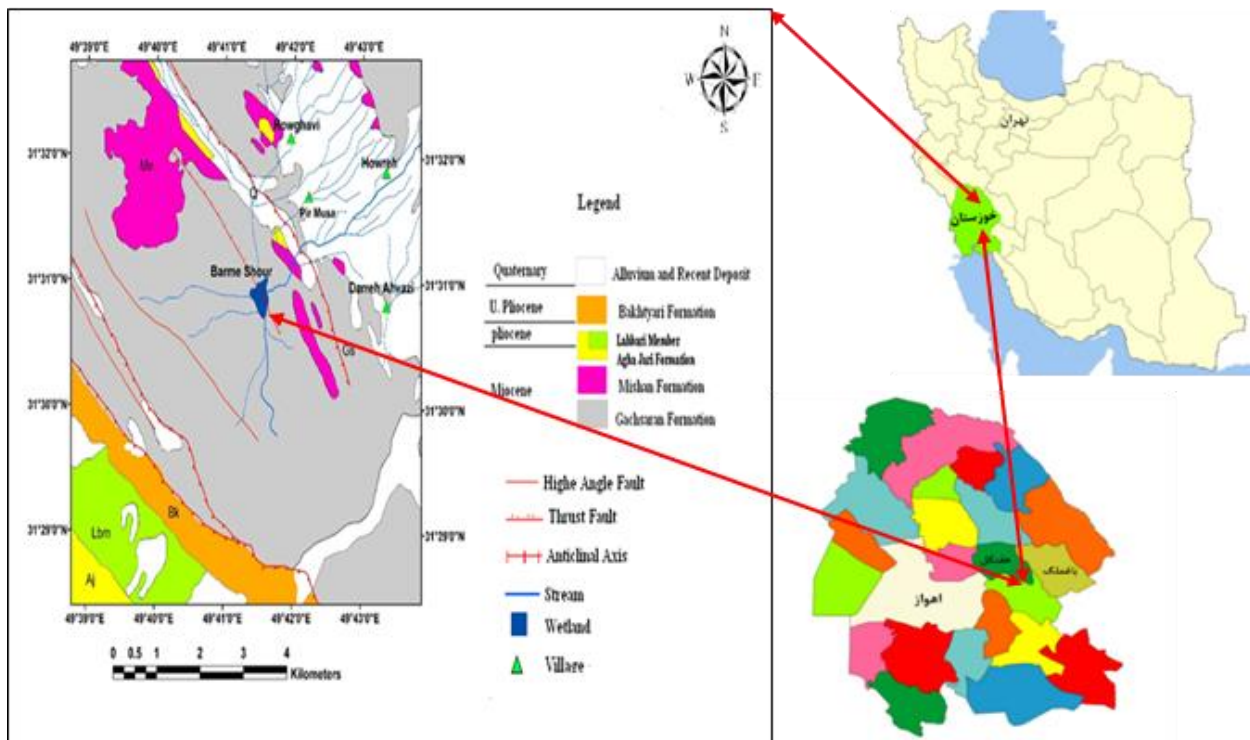 49°39'0"E 49°40'0"E 49°41'0"E 49°42'0"E 49°43'0"E
N
W E
S
31°32'0"N 31°32'0"N
31°31'0"N 31°31'0"N
31°30'0"N 31°30'0"N
31°29'0"N 31°29'0"N
Rowghavi
Howreh
Mn
Q
Pir Musa
Barme Shour
Darreh Ahvazi
Gs
Bk
Lbm
Aj
49°39'0"E 49°40'0"E 49°41'0"E 49°42'0"E 49°43'0"E
0 0.5 1 2 3 4
Kilometers
Legend
Quaternary Alluvium and Recent Deposit
U. Pliocene Bakhtyari Formation
pliocene Lahbari Member
Agha Jari Formation
Miocene Mishan Formation
Gachsaran Formation
Highe Angle Fault
Thrust Fault
Anticlinal Axis
Stream
Wetland
Villare
تهران
خوزستان
هفتکل
باغملک
اهواز